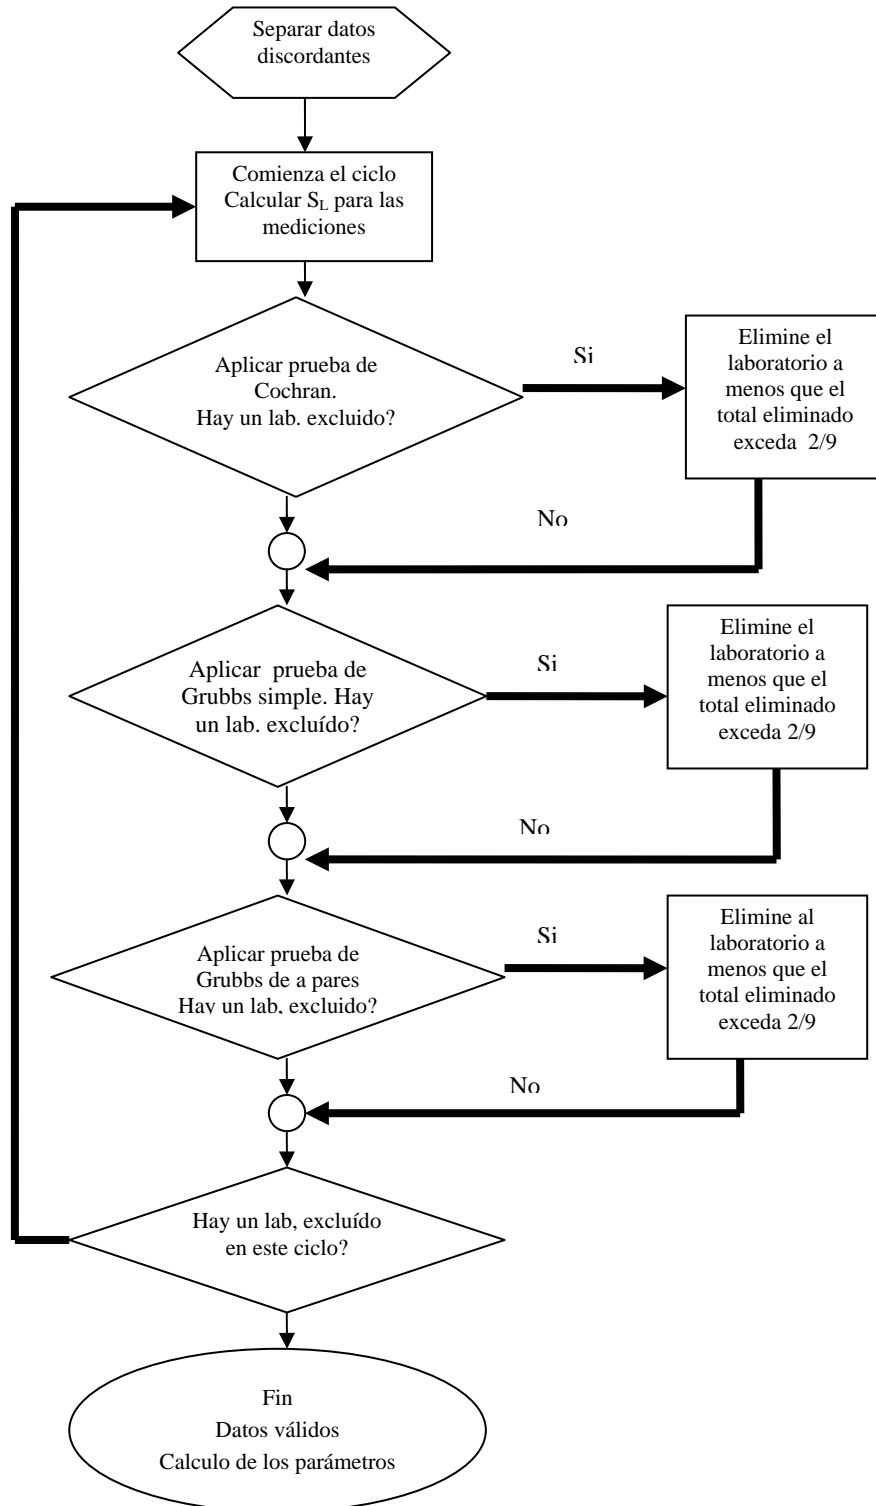 Separar datos
discordantes
Comienza el ciclo
Calcular SL para las
mediciones
Aplicar prueba de
Cochran.
Hay un lab. excluido?
Si
Elimine el
laboratorio a
menos que el
total eliminado
exceda 2/9
No
Aplicar prueba de
Grubbs simple. Hay
un lab. excluído?
Si
Elimine el
laboratorio a
menos que el
total eliminado
exceda 2/9
No
Aplicar prueba de
Grubbs de a pares
Hay un lab, excluido?
Si
Elimine al
laboratorio a
menos que el
total eliminado
exceda 2/9
No
Hay un lab, excluído
en este ciclo?
Fin
Datos válidos
Calculo de los parámetros